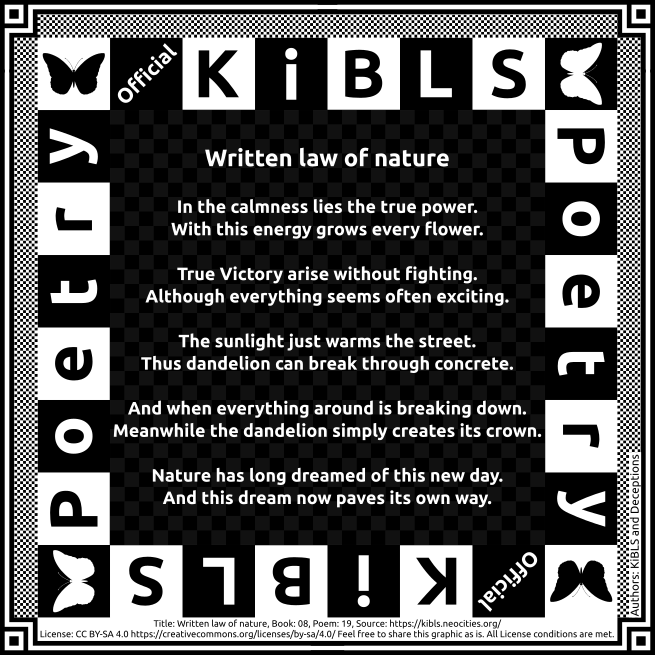 Official KiBLS
Poetry
Poetry
Written law of nature
In the calmness lies the true power.
With this energy grows every flower.
True Victory arise without fighting.
Although everything seems often exciting.
The sunlight just warms the street.
Thus dandelion can break through concrete.
And when everything around is breaking down.
Meanwhile the dandelion simply creates its crown.
Nature has long dreamed of this new day.
And this dream now paves its own way.
Official KiBLS
Authors: KiBLS and Deceptions
Title: Written law of nature, Book: 08, Poem: 19, Source: https://kibls.neocities.org/
License: CC BY-SA 4.0 https://creativecommons.org/licenses/by-sa/4.0/ Feel free to share this graphic as is. All License conditions are met.